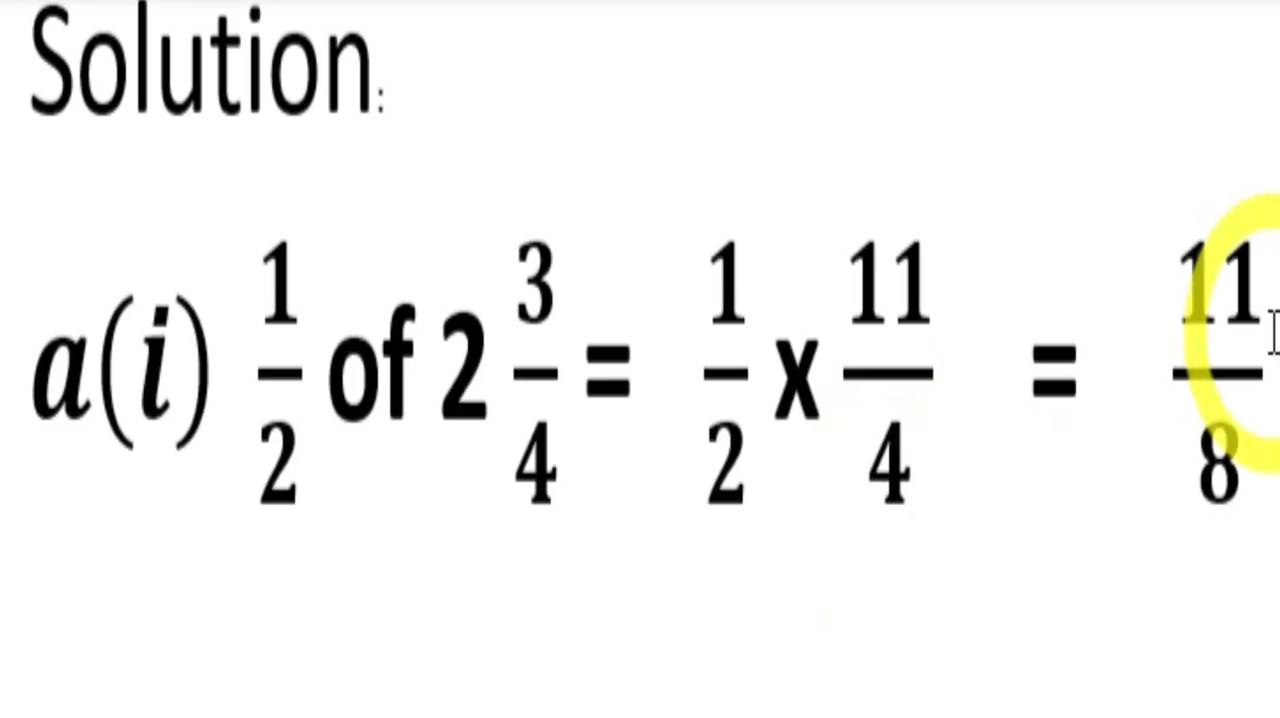 Solution:
a(i) 1/2 of 2 3/4 = 1/2 x 11/4 = 11/8